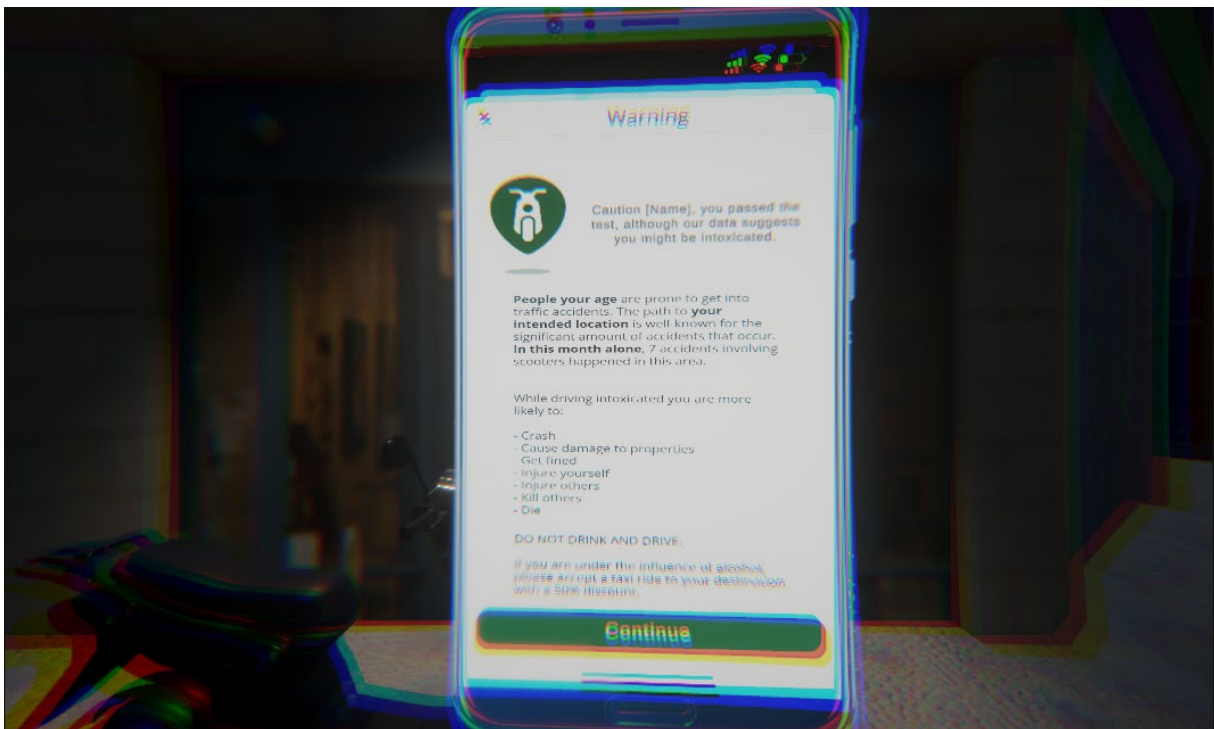 Warning
Caution [Name], you passed the
test, although our data suggests
you might be intoxicated.
People your age are prone to get into
traffic accidents. The path to your
intended location is well known for the
significant amount of accidents that occur.
In this month alone, 7 accidents involving
scooters happened in this area.
While driving intoxicated you are more
likely to:
- Crash
- Cause damage to properties
- Get fined
- Injure yourself
- Injure others
- Kill others
- Die
DO NOT DRINK AND DRIVE.
If you are under the influence of alcohol,
please accept a taxi ride to your destination
with a 50% discount.
Continue